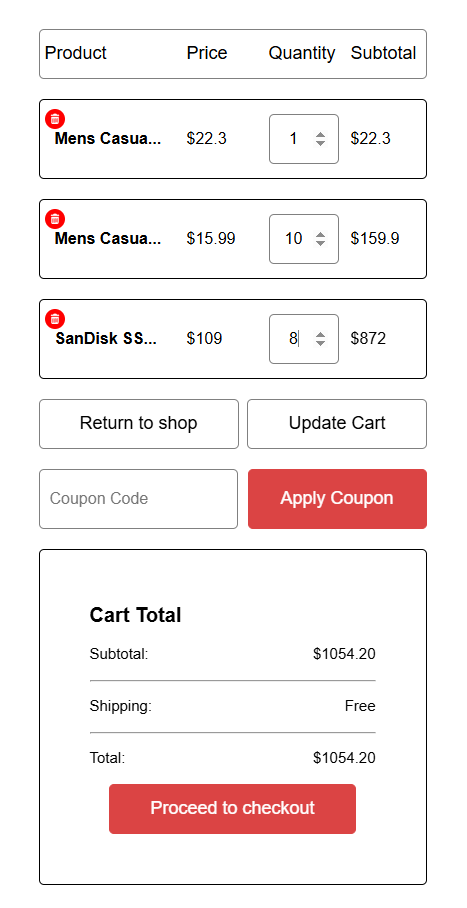 Product Price Quantity Subtotal
Mens Casua... $22.3 1 $22.3
Mens Casua... $15.99 10 $159.9
SanDisk SS... $109 8 $872
Return to shop Update Cart
Coupon Code Apply Coupon
Cart Total
Subtotal: $1054.20
Shipping: Free
Total: $1054.20
Proceed to checkout